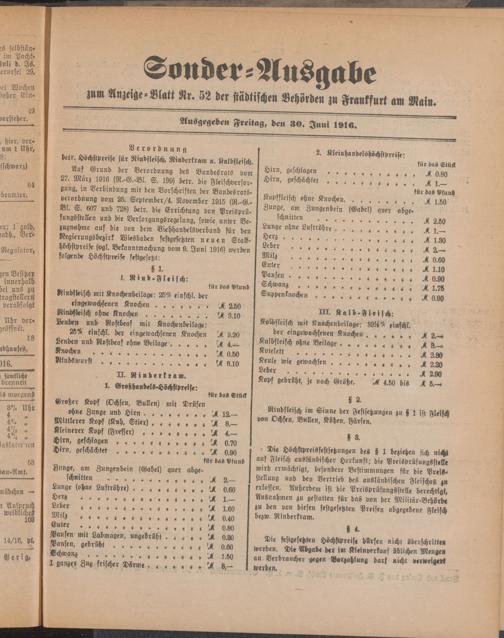 Sonder-Ausgabe
zum Anzeige-Blatt Nr. 52 der städtischen Behörden zu Frankfurt am Main.
Ausgegeben Freitag, den 30. Juni 1916.
Verordnung
betr. Höchstpreise für Rindfleisch, Rinderkram u. Kalbfleisch.
Auf Grund der Verordnung des Bundesrats vom
27. März 1916 (R.-G.-Bl. S. 199) betr. die Fleischversor-
gung, in Verbindung mit den Vorschriften der Bundesrats-
verordnung vom 25. September/4. November 1915 (R.-G.-
Bl. S. 607 und 728) betr. die Errichtung von Preisprü-
fungsstellen und die Versorgungsregelung, sowie unter Be-
zugnahme auf die von dem Viehhandelsverband für den
Regierungsbezirk Wiesbaden festgesetzten neuen Stall-
höchstpreise (vgl. Bekanntmachung vom 9. Juni 1916) werden
folgende Höchstpreise festgesetzt:
§ 1.
I. Rind-Fleisch:
für das Pfund
Rindfleisch mit Knochenbeilage: 25% einschl. der
eingewachsenen Knochen M 2.50
Rindfleisch ohne Knochen M 3.10
Lenden und Roastbeaf mit Knochenbeilage:
25% einschl. der eingewachsenen Knochen M 3.20
Lenden und Roastbeaf ohne Beilage M 4.—
Knochen M 0.50
Rindswurst M 3.10
II. Rinderkram.
1. Großhandels-Höchstpreise:
für das Stück
Großer Kopf (Ochsen, Bullen) mit Drüsen
ohne Zunge und Hirn M 12.—
Mittlerer Kopf (Kuh, Stier) M 8.—
Kleinerer Kopf (Fresser) M 4.—
Hirn, geschlagen M 0.70
Hirn, geschächtet M 0.90
für das Pfund
Zunge, am Zungenbein (Gabel) quer abge-
schnitten M 2.—
Lunge (ohne Luftröhre) M 0.60
Herz M 1.—
Leber M 1.60
Milz M 0.40
Euter M 0.80
Pansen mit Labmagen, ungebrüht M 0.30
Pansen, gebrüht M 0.60
Schwanz M 1.50
1 ganzes Zug frischer Därme M 8,—
2. Kleinhandelshöchstpreise:
für das Stück
Hirn, geschlagen M 0.80
Hirn, geschächtet M 1.—
für das Pfund
Kopffleisch ohne Knochen M 1.50
Zunge, am Zungenbein (Gabel) quer abge-
schnitten M 2.50
Lunge ohne Luftröhre M 1.—
Herz M 1.50
Leber M 2.—
Milz M 0.60
Euter M 1.10
Pansen M 0.90
Schwanz M 1.75
Suppenknochen M 0.90
III. Kalb-Fleisch:
Kalbfleisch mit Knochenbeilage: einschl.
der eingewachsenen Knochen M 2.—
Kalbfleisch ohne Beilage M 3.—
Kotelett M 2.80
Keule wie gewachsen M 2.20
Leber M 2.90
Kopf gebrüht, je nach Größe. M 4.50 bis M 5.—
§ 2.
Rindfleisch im Sinne der Festsetzungen zu § 1 ist Fleisch
von Ochsen, Bullen, Kühen, Färsen.
§ 3.
Die Höchstpreisfestsetzungen des § 1 beziehen sich nicht
auf Fleisch ausländischer Herkunft; die Preisprüfungsstelle
wird ermächtigt, besondere Bestimmungen für die Preis-
stellung und den Vertrieb des ausländischen Fleisches zu
erlassen. Außerdem ist die Preisprüfungsstelle berechtigt,
Ausnahmen zu gestatten für das von der Militär-Behörde
zu den von diesen festgesetzten Preisen abgegebene Fleisch
bezw. Rinderkram.
§ 4.
Die festgesetzten Höchstpreise dürfen nicht überschritten
werden. Die Abgabe der im Kleinverkauf üblichen Mengen
an Verbraucher gegen Barzahlung darf nicht verweigert
werden.